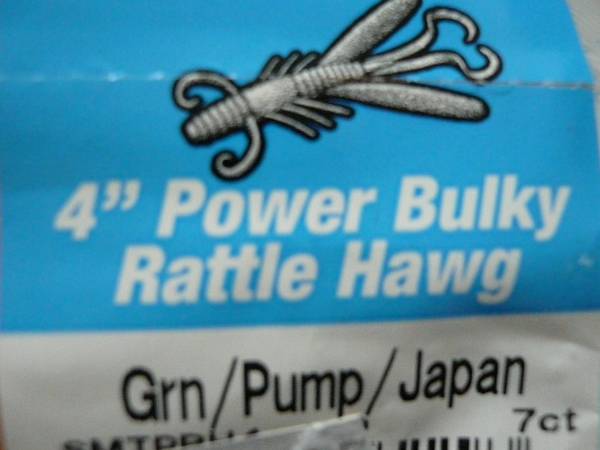 4” Power Bulky
Rattle Hawg
Grn/Pump/Japan
7ct